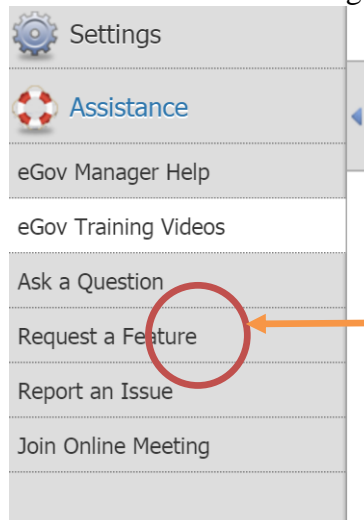 Settings
Assistance
eGov Manager Help
eGov Training Videos
Ask a Question
Request a Feature
Report an Issue
Join Online Meeting